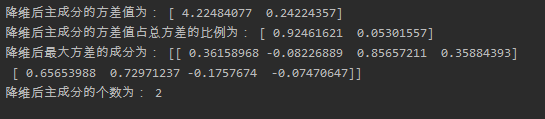 降维后主成分的方差值为： [ 4.22484077  0.24224357]
降维后主成分的方差值占总方差的比例为： [ 0.92461621  0.05301557]
降维后最大方差的成分为： [[ 0.36158968 -0.08226889  0.85657211  0.35884393]
 [ 0.65653988  0.72971237 -0.1757674  -0.07470647]]
降维后主成分的个数为： 2